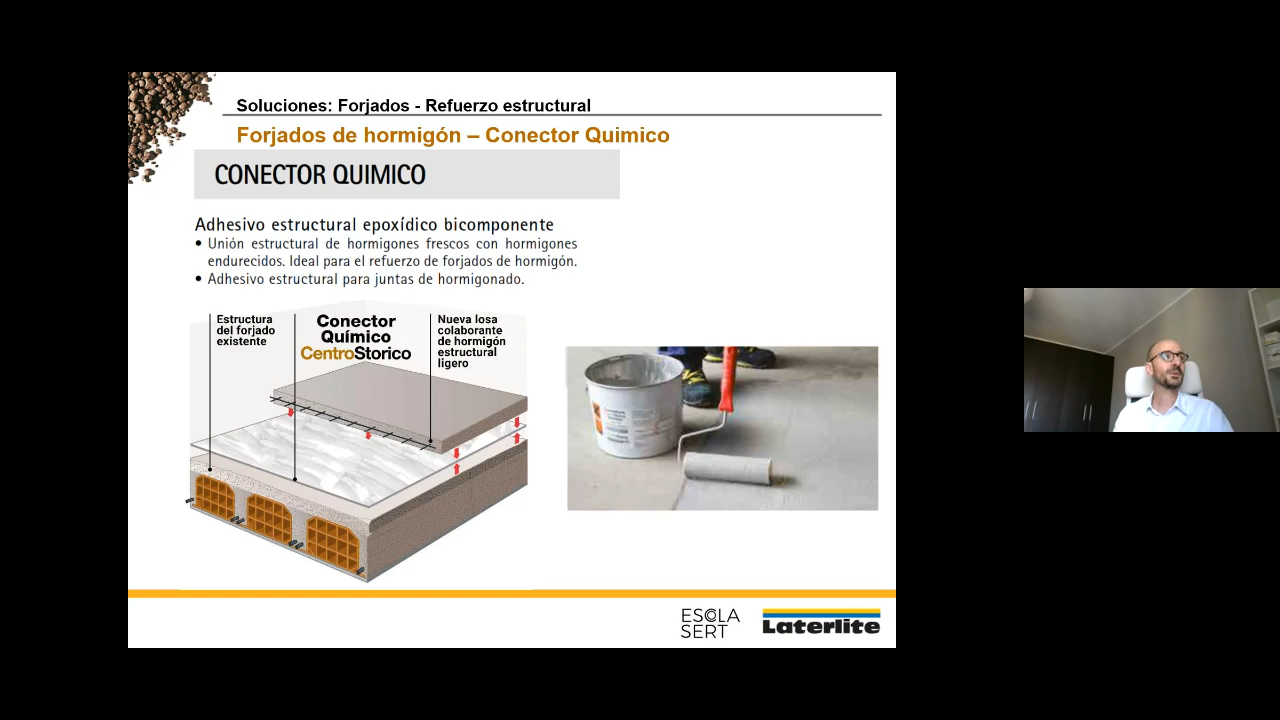 Soluciones: Forjados - Refuerzo estructural
Forjados de hormigón – Conector Quimico
CONECTOR QUIMICO
Adhesivo estructural epoxídico bicomponente
• Unión estructural de hormigones frescos con hormigones
endurecidos. Ideal para el refuerzo de forjados de hormigón.
• Adhesivo estructural para juntas de hormigonado.
Estructura
del forjado
existente
Conector
Químico
CentroStorico
Nueva losa
colaborante
de hormigón
estructural
ligero
ESCOLA
SERT
Laterlite